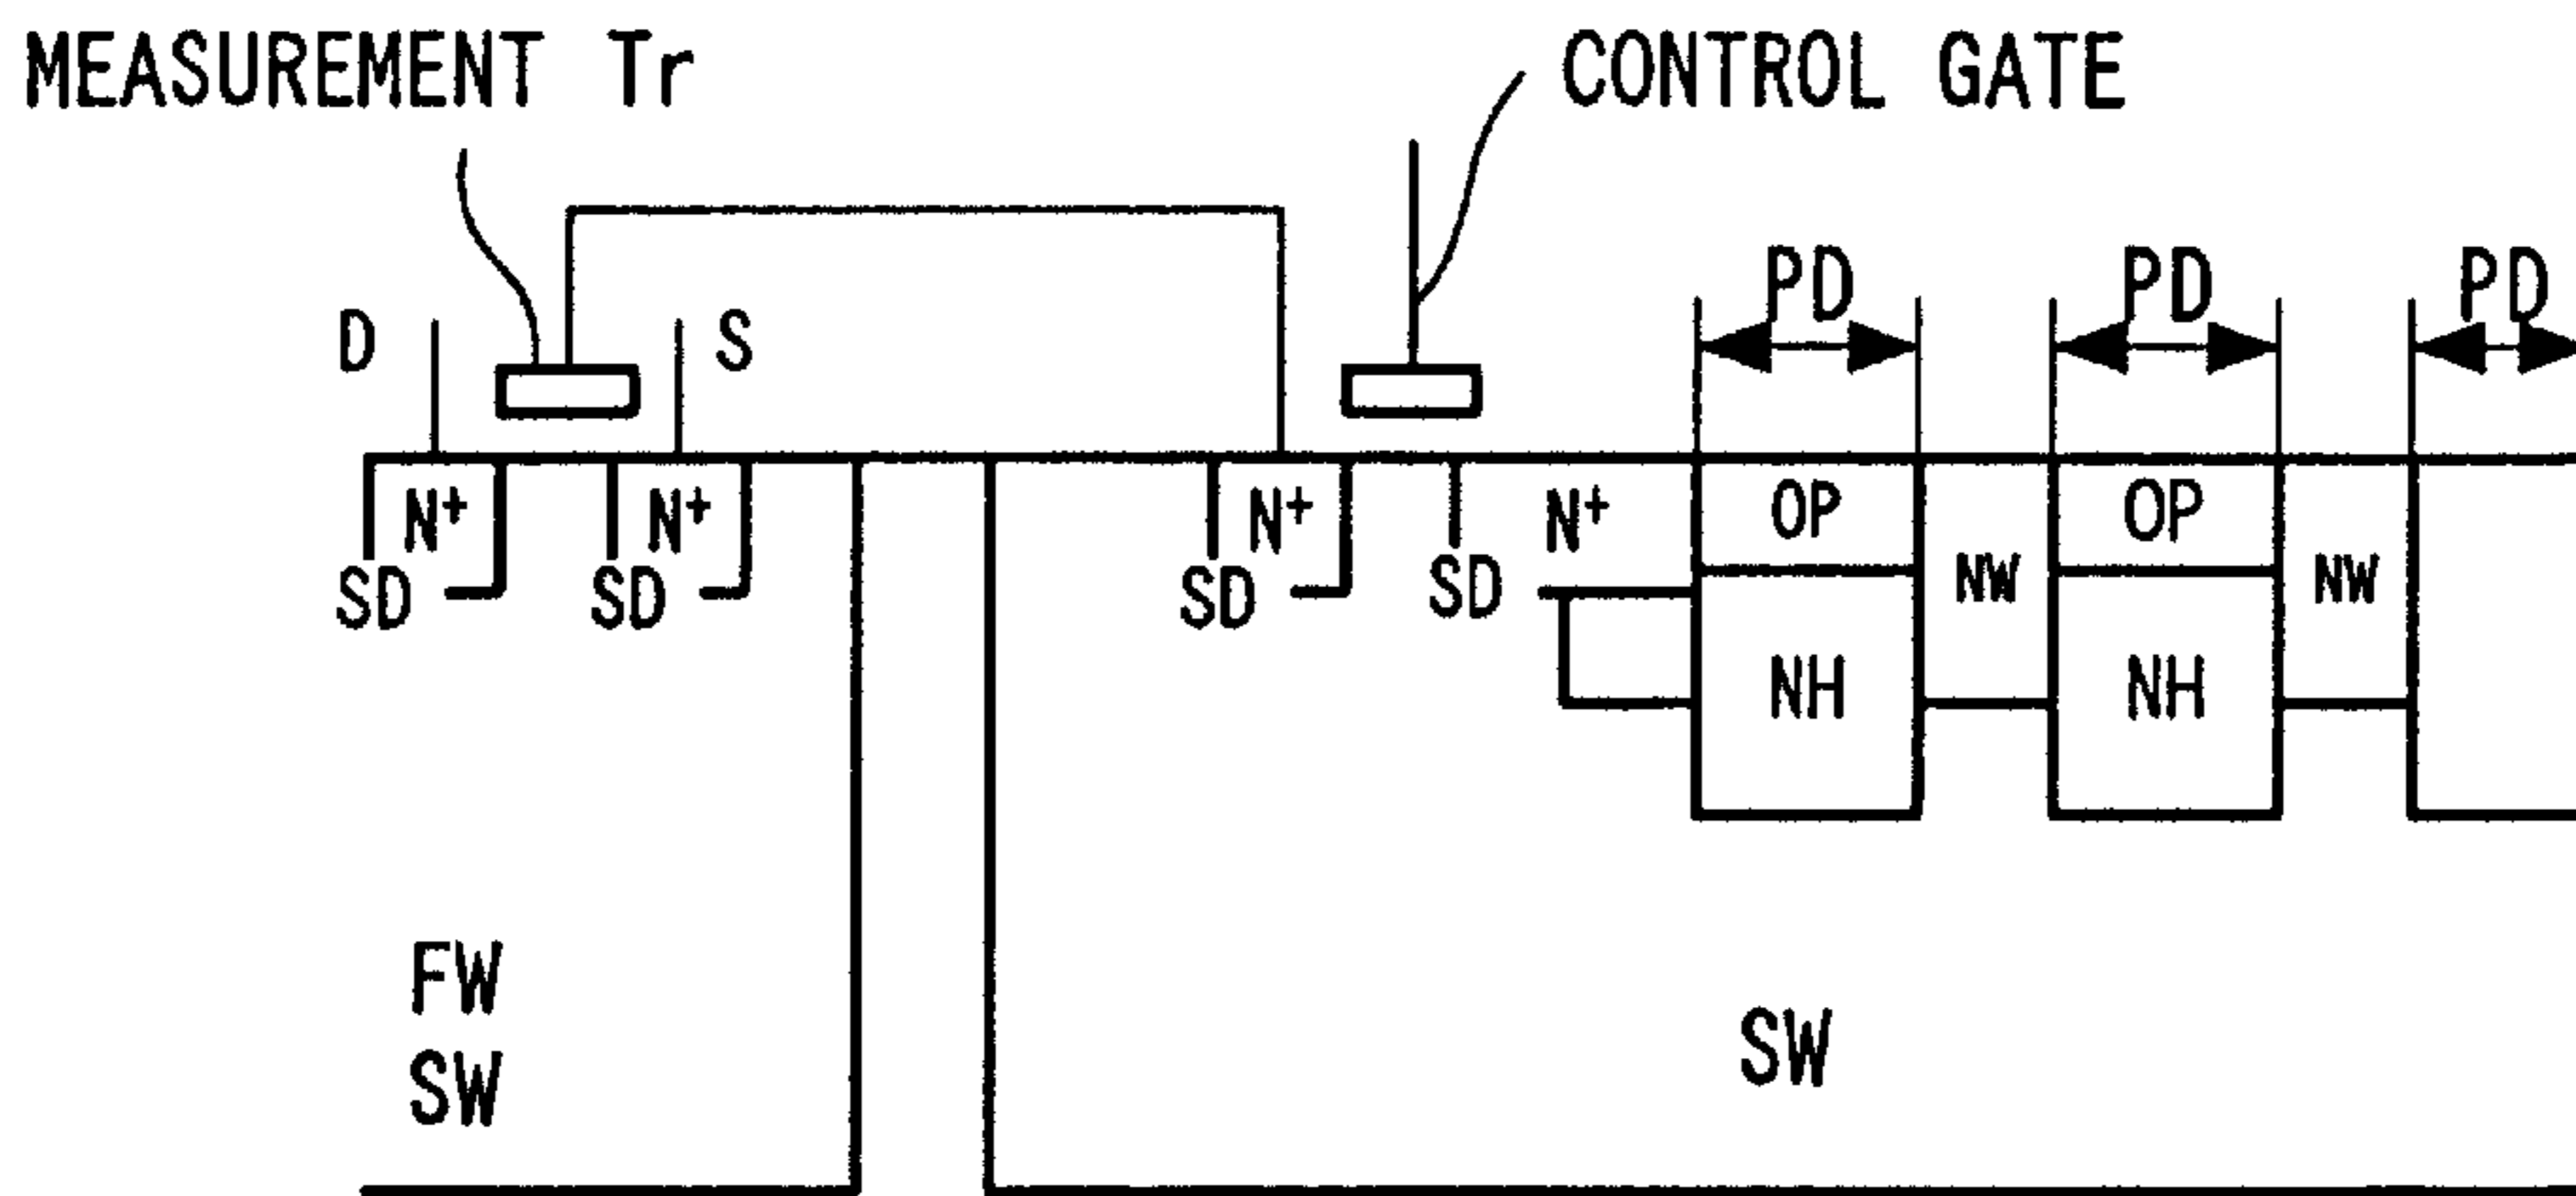 MEASUREMENT Tr
CONTROL GATE
PD PD PD
D S
N+ N+ N+ N+ OP OP
SD SD SD SD NW NW
NH NH
FW
SW SW